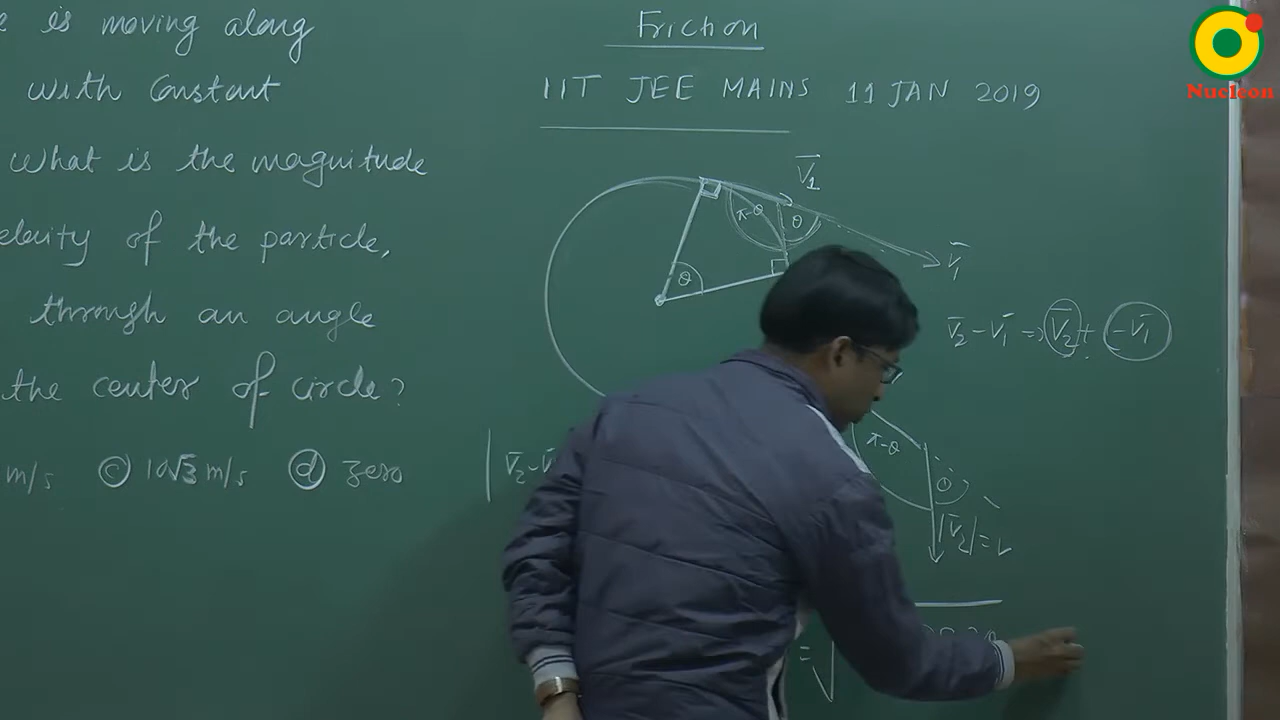 is moving along
with Constant
What is the magnitude
of the particle,
through an angle
the center of circle?
m/s (c) 10√3 m/s (d) zero
Friction
IIT JEE MAINS 11 JAN 2019
V̅₁
π-θ θ
θ
V̅₁
V̅₂ - V̅₁ ⇒ V̅₂ + -V̅₁
π-θ
θ
|V̅₂ - V̅
|V̅₂| = v
= √
Nucleon